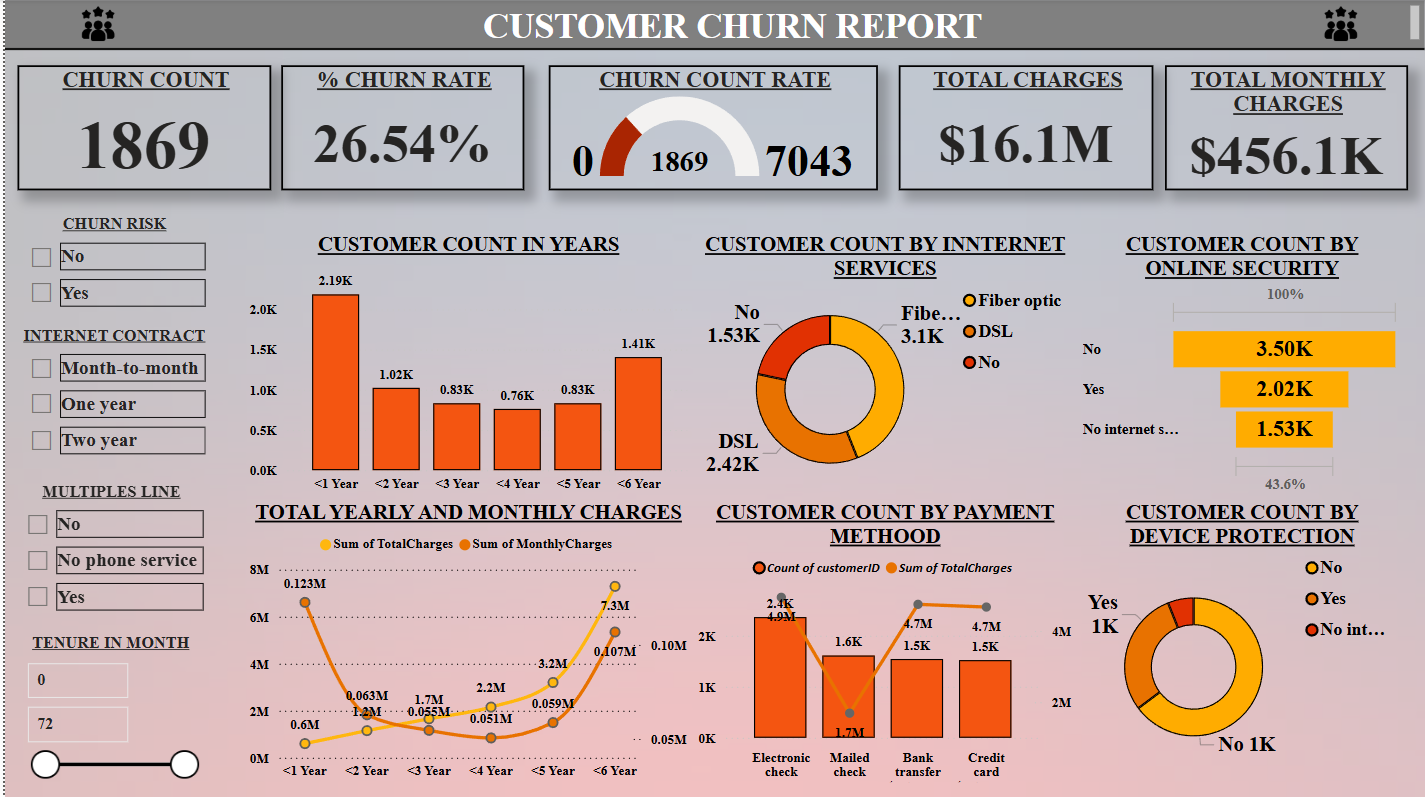 CUSTOMER CHURN REPORT
CHURN COUNT
1869
% CHURN RATE
26.54%
CHURN COUNT RATE
0
1869
7043
TOTAL CHARGES
$16.1M
TOTAL MONTHLY
CHARGES
$456.1K
CHURN RISK
No
Yes
INTERNET CONTRACT
Month-to-month
One year
Two year
MULTIPLES LINE
No
No phone service
Yes
TENURE IN MONTH
0
72
CUSTOMER COUNT IN YEARS
2.0K
1.5K
1.0K
0.5K
0.0K
2.19K
1.02K
0.83K
0.76K
0.83K
1.41K
<1 Year
<2 Year
<3 Year
<4 Year
<5 Year
<6 Year
CUSTOMER COUNT BY INNTERNET
SERVICES
No
1.53K
Fibe…
3.1K
DSL
2.42K
Fiber optic
DSL
No
CUSTOMER COUNT BY
ONLINE SECURITY
100%
No
3.50K
Yes
2.02K
No internet s…
1.53K
43.6%
TOTAL YEARLY AND MONTHLY CHARGES
Sum of TotalCharges
Sum of MonthlyCharges
8M
6M
4M
2M
0M
0.123M
0.063M
0.055M
0.051M
0.059M
0.107M
0.6M
1.2M
1.7M
2.2M
3.2M
7.3M
0.10M
0.05M
<1 Year
<2 Year
<3 Year
<4 Year
<5 Year
<6 Year
CUSTOMER COUNT BY PAYMENT
METHOOD
Count of customerID
Sum of TotalCharges
2K
1K
0K
2.4K
4.9M
1.6K
1.7M
4.7M
1.5K
4.7M
1.5K
4M
2M
Electronic
check
Mailed
check
Bank
transfer
Credit
card
CUSTOMER COUNT BY
DEVICE PROTECTION
Yes
1K
No 1K
No
Yes
No int…